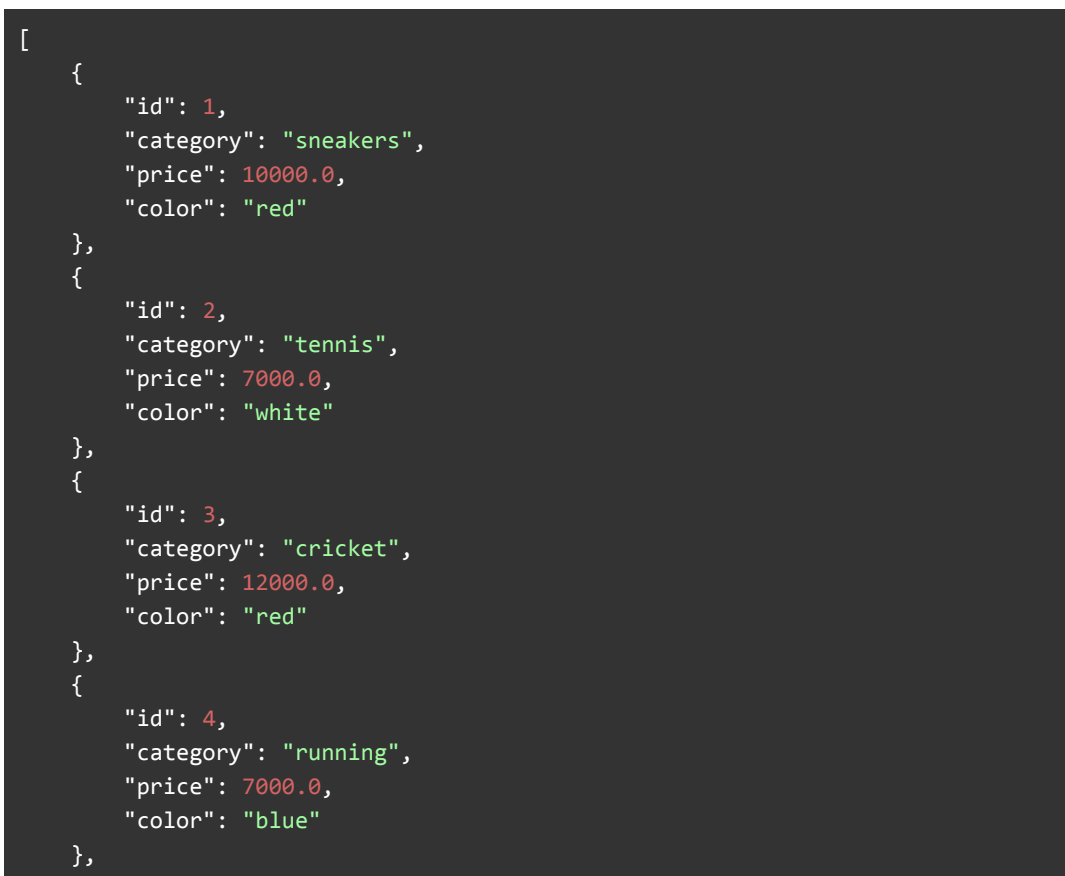 [
    {
        "id": 1,
        "category": "sneakers",
        "price": 10000.0,
        "color": "red"
    },
    {
        "id": 2,
        "category": "tennis",
        "price": 7000.0,
        "color": "white"
    },
    {
        "id": 3,
        "category": "cricket",
        "price": 12000.0,
        "color": "red"
    },
    {
        "id": 4,
        "category": "running",
        "price": 7000.0,
        "color": "blue"
    },